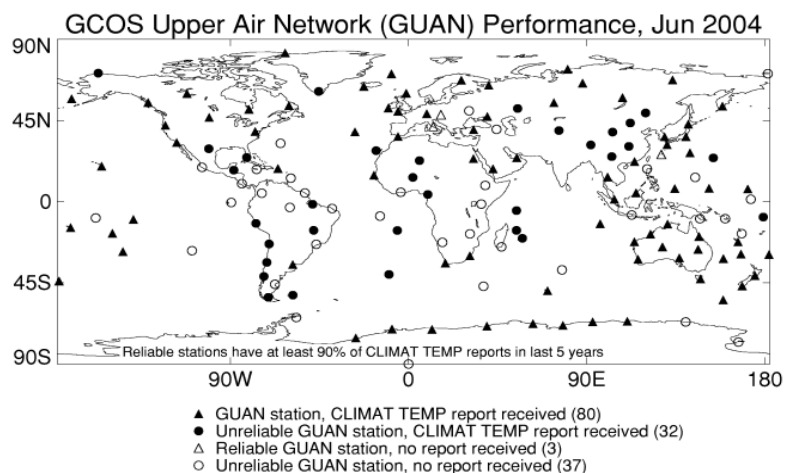 GCOS Upper Air Network (GUAN) Performance, Jun 2004
90N
45N
0
45S
90S
Reliable stations have at least 90% of CLIMAT TEMP reports in last 5 years
90W 0 90E 180
GUAN station, CLIMAT TEMP report received (80)
Unreliable GUAN station, CLIMAT TEMP report received (32)
Reliable GUAN station, no report received (3)
Unreliable GUAN station, no report received (37)